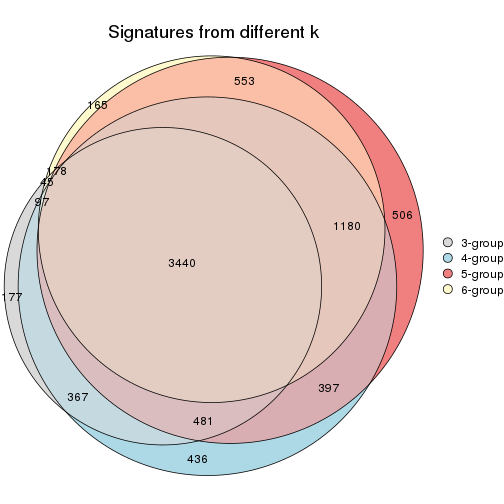 Signatures from different k
553
165
178
45
97
506
1180
3440
177
367
397
481
436
3-group
4-group
5-group
6-group